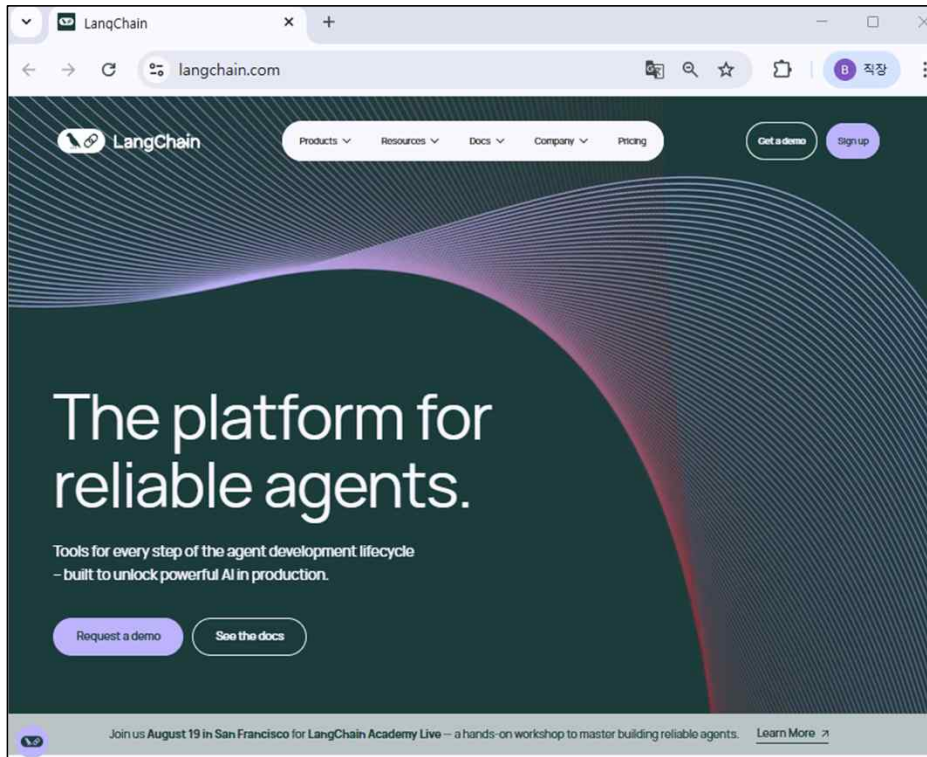 LangChain
langchain.com
B 직장
LangChain
Products Resources Docs Company Pricing
Get a demo Sign up
The platform for
reliable agents.
Tools for every step of the agent development lifecycle
– built to unlock powerful AI in production.
Request a demo See the docs
Join us August 19 in San Francisco for LangChain Academy Live – a hands-on workshop to master building reliable agents. Learn More ↗